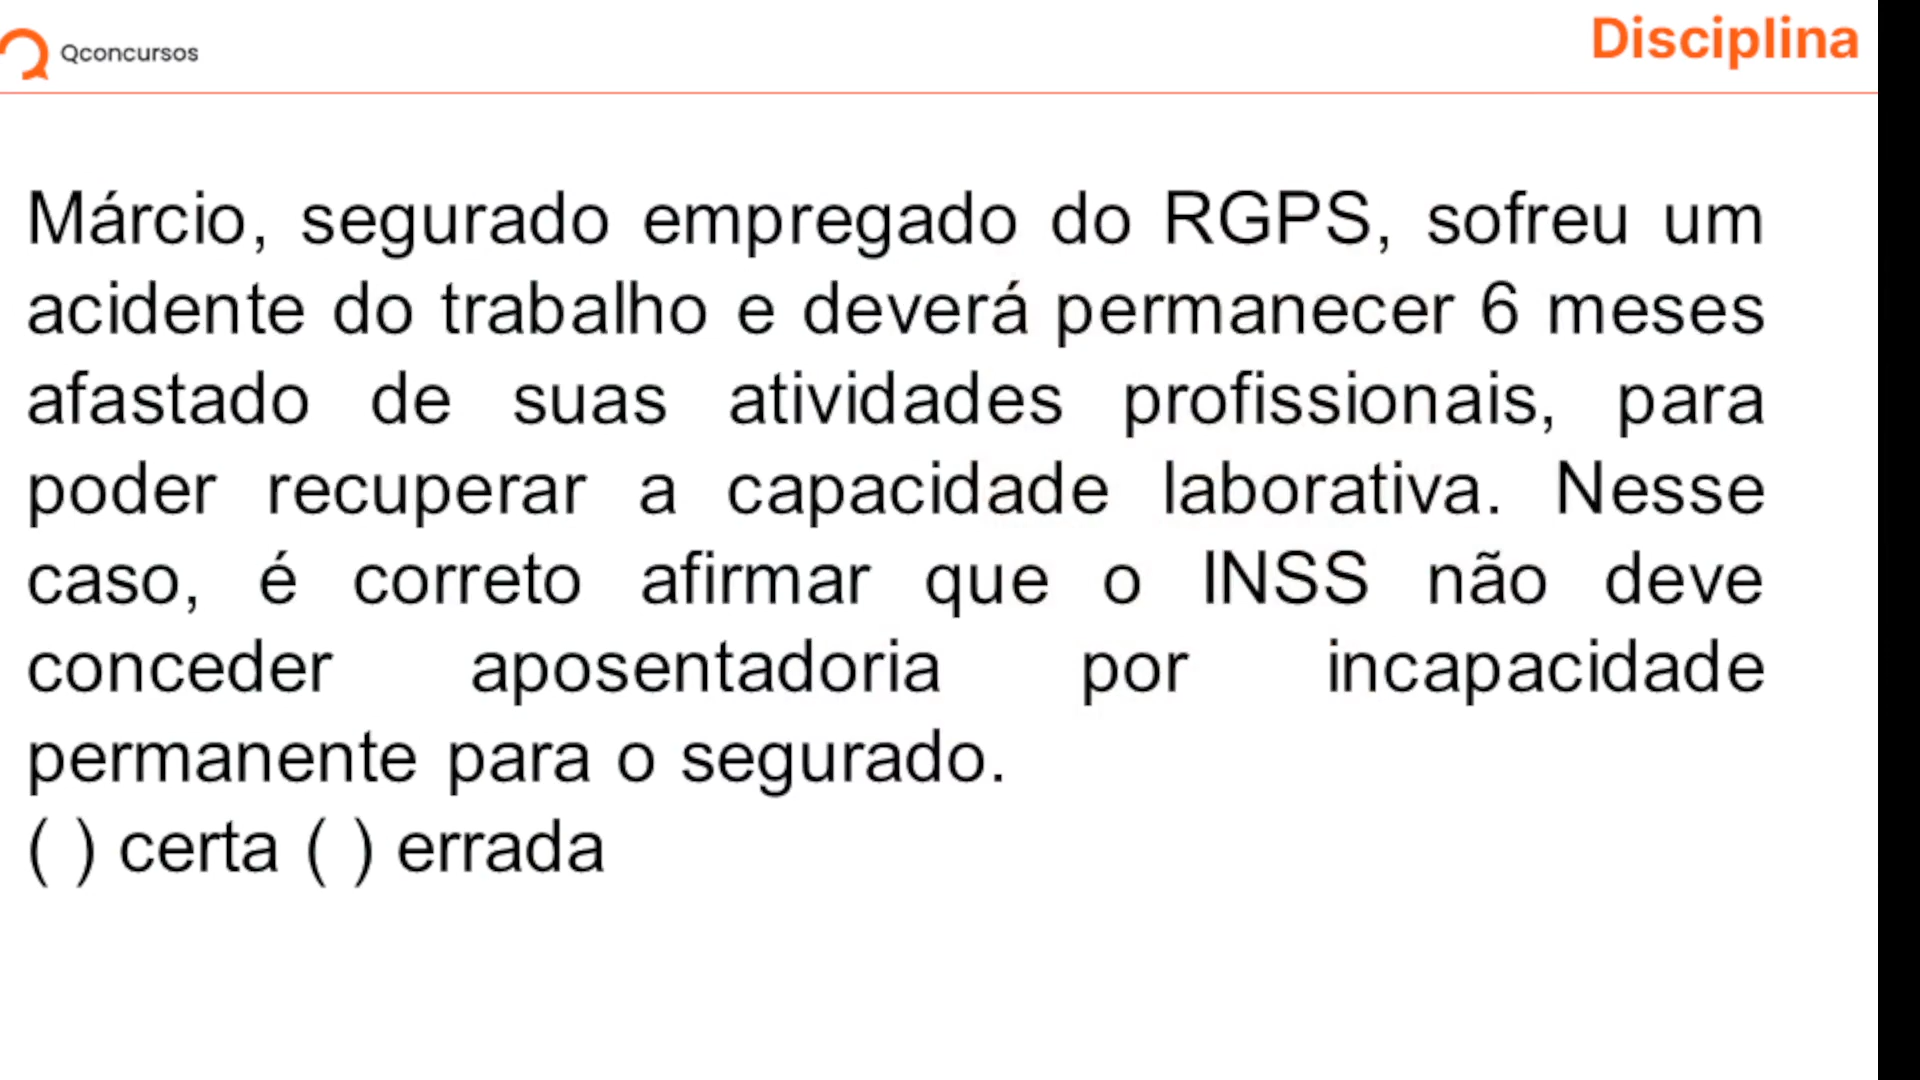 Qconcursos
Disciplina
Márcio, segurado empregado do RGPS, sofreu um
acidente do trabalho e deverá permanecer 6 meses
afastado de suas atividades profissionais, para
poder recuperar a capacidade laborativa. Nesse
caso, é correto afirmar que o INSS não deve
conceder aposentadoria por incapacidade
permanente para o segurado.
( ) certa ( ) errada